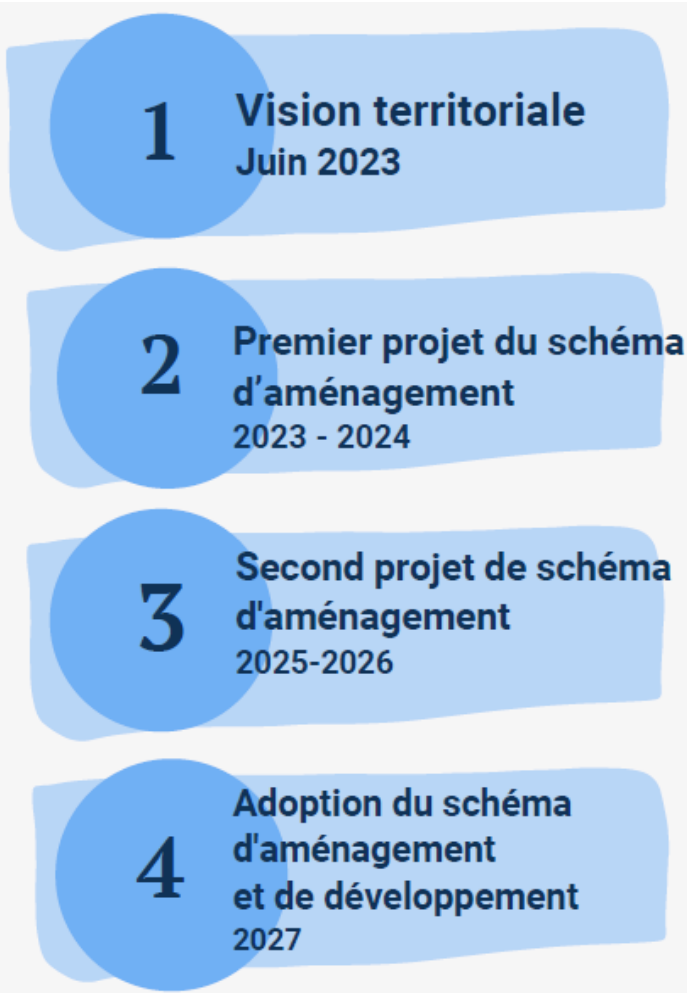 1
Vision territoriale
Juin 2023
2
Premier projet du schéma
d’aménagement
2023 - 2024
3
Second projet de schéma
d'aménagement
2025-2026
4
Adoption du schéma
d'aménagement
et de développement
2027